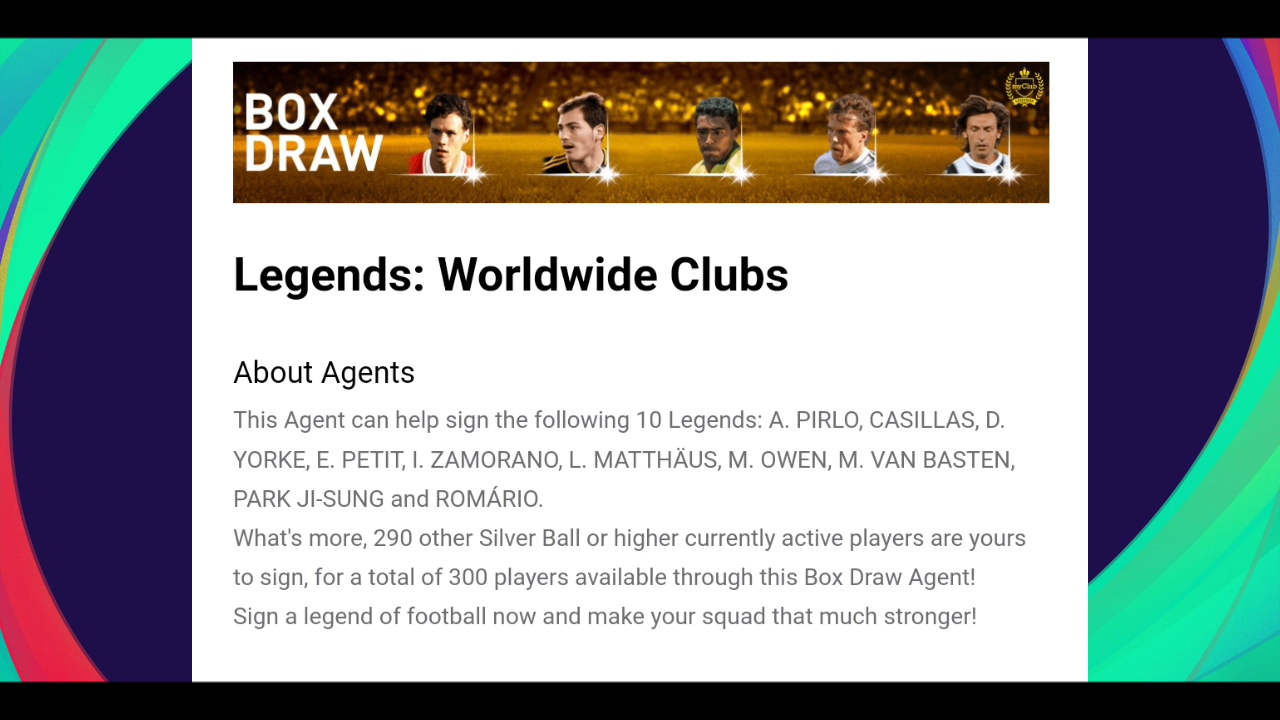 BOX
DRAW
myClub
Legends: Worldwide Clubs
About Agents
This Agent can help sign the following 10 Legends: A. PIRLO, CASILLAS, D.
YORKE, E. PETIT, I. ZAMORANO, L. MATTHÄUS, M. OWEN, M. VAN BASTEN,
PARK JI-SUNG and ROMÁRIO.
What's more, 290 other Silver Ball or higher currently active players are yours
to sign, for a total of 300 players available through this Box Draw Agent!
Sign a legend of football now and make your squad that much stronger!